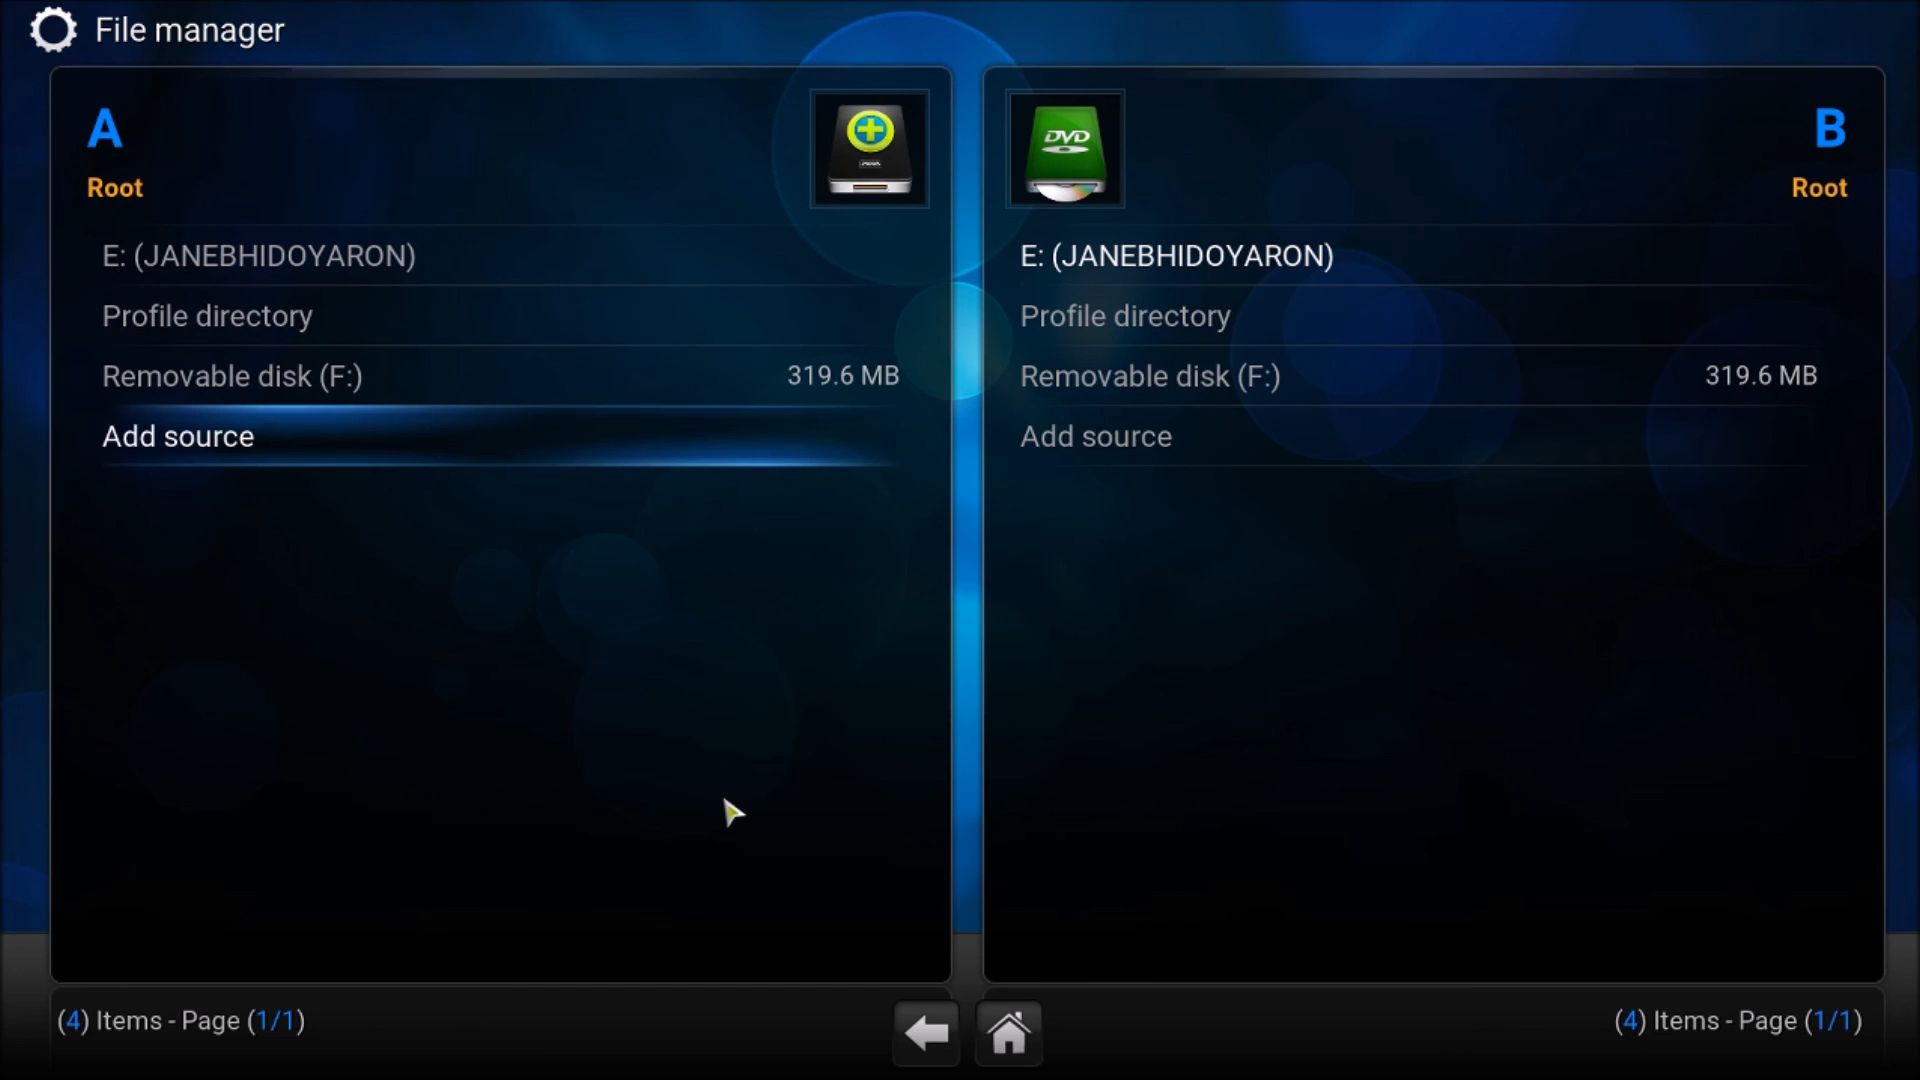 File manager
A
Root
E: (JANEBHIDOYARON)
Profile directory
Removable disk (F:) 319.6 MB
Add source
(4) Items - Page (1/1)
DVD
B
Root
E: (JANEBHIDOYARON)
Profile directory
Removable disk (F:) 319.6 MB
Add source
(4) Items - Page (1/1)